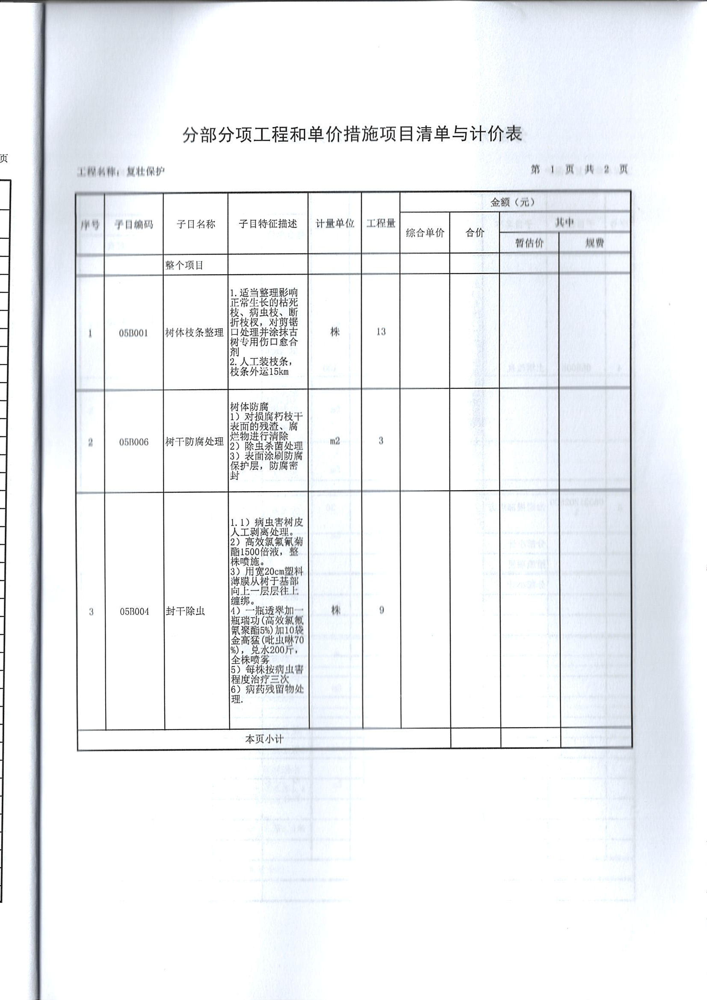 页
分部分项工程和单价措施项目清单与计价表
工程名称：复壮保护
第 1 页 共 2 页
序号 子目编码 子目名称 子目特征描述 计量单位 工程量 金额（元）
综合单价 合价 其中
暂估价 规费
整个项目
1 05B001 树体枝条整理
1.适当整理影响
正常生长的枯死
枝、病虫枝、断
折枝杈，对剪锯
口处理并涂抹古
树专用伤口愈合
剂
2.人工装枝条，
枝条外运15km
株 13
2 05B006 树干防腐处理
树体防腐
1）对损腐朽枝干
表面的残渣、腐
烂物进行消除
2）除虫杀菌处理
3）表面涂刷防腐
保护层，防腐密
封
m2 3
3 05B004 封干除虫
1.1）病虫害树皮
人工剥离处理。
2）高效氯氟氰菊
酯1500倍液，整
株喷施。
3）用宽20cm塑料
薄膜从树于基部
向上一层层往上
缠绑。
4）一瓶透翠加一
瓶瑞功(高效氯氟
氰聚酯5%)加10袋
金高猛(吡虫啉70
%)，兑水200斤，
全株喷雾
5）每株按病虫害
程度治疗三次
6）病药残留物处
理.
株 9
本页小计